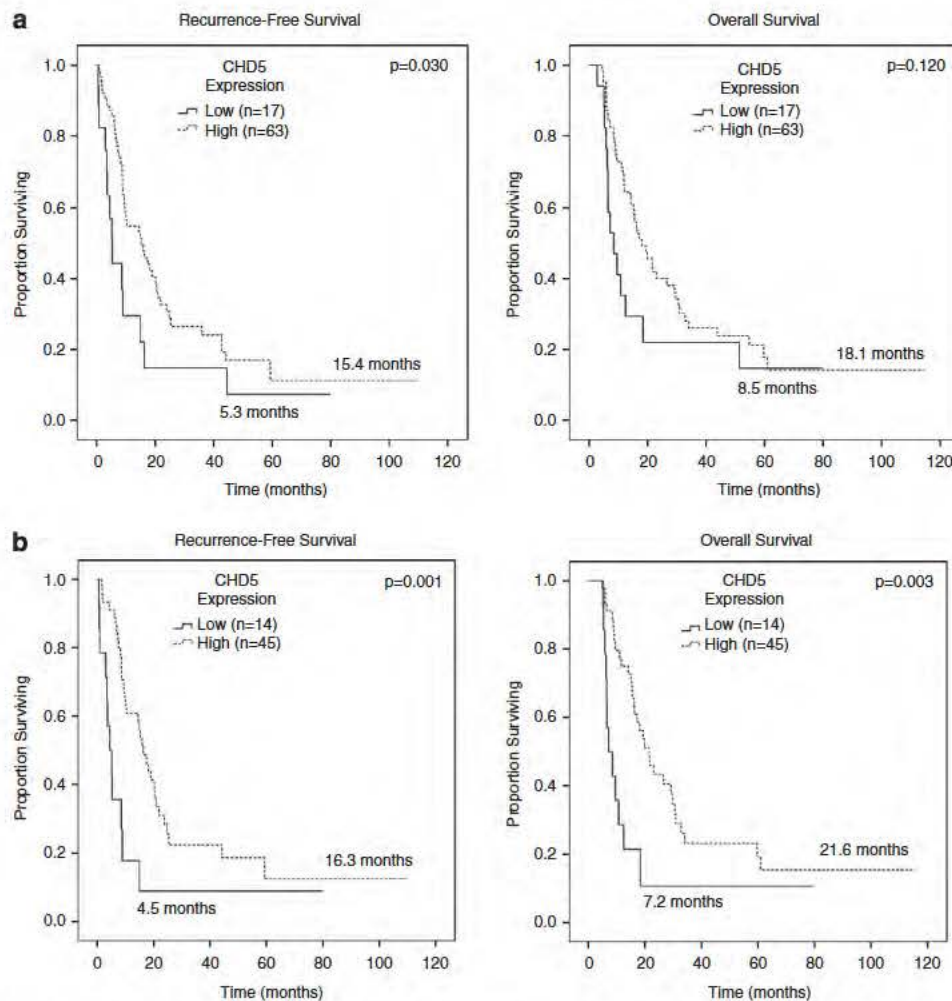 a
Recurrence-Free Survival
CHD5
Expression
Low (n=17)
High (n=63)
p=0.030
1.0
0.8
0.6
0.4
0.2
0.0
Proportion Surviving
15.4 months
5.3 months
0 20 40 60 80 100 120
Time (months)
Overall Survival
CHD5
Expression
Low (n=17)
High (n=63)
p=0.120
1.0
0.8
0.6
0.4
0.2
0.0
Proportion Surviving
18.1 months
8.5 months
0 20 40 60 80 100 120
Time (months)
b
Recurrence-Free Survival
CHD5
Expression
Low (n=14)
High (n=45)
p=0.001
1.0
0.8
0.6
0.4
0.2
0.0
Proportion Surviving
16.3 months
4.5 months
0 20 40 60 80 100 120
Time (months)
Overall Survival
CHD5
Expression
Low (n=14)
High (n=45)
p=0.003
1.0
0.8
0.6
0.4
0.2
0.0
Proportion Surviving
21.6 months
7.2 months
0 20 40 60 80 100 120
Time (months)